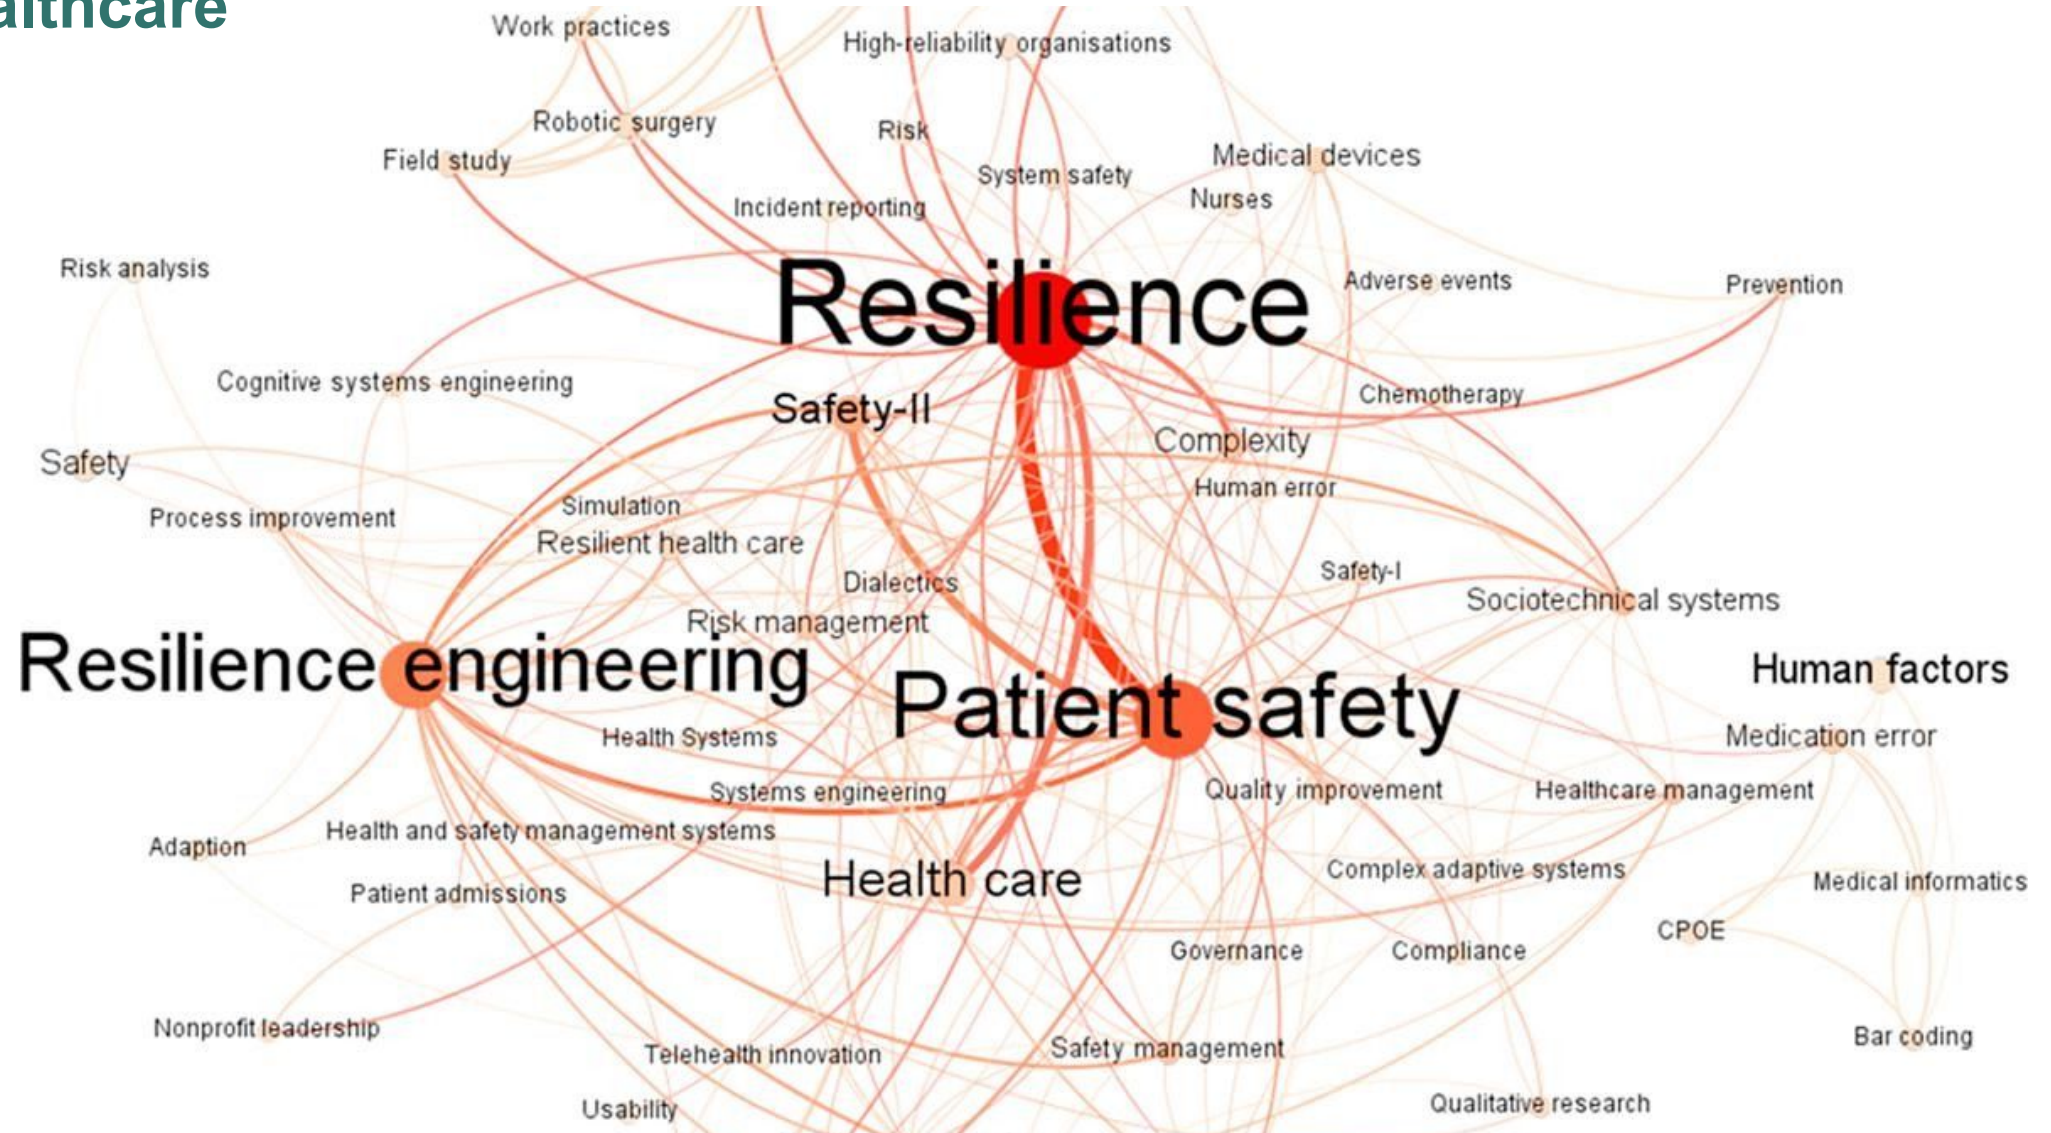 althcare
Work practices
High-reliability organisations
Robotic surgery
Risk
Field study
Medical devices
System safety
Nurses
Incident reporting
Risk analysis
Resilience
Adverse events
Prevention
Cognitive systems engineering
Chemotherapy
Safety-II
Complexity
Safety
Human error
Simulation
Process improvement
Resilient health care
Safety-I
Dialectics
Sociotechnical systems
Risk management
Resilience engineering
Human factors
Patient safety
Health Systems
Medication error
Systems engineering
Quality improvement
Healthcare management
Health and safety management systems
Adaption
Complex adaptive systems
Health care
Medical informatics
Patient admissions
CPOE
Governance
Compliance
Nonprofit leadership
Bar coding
Safety management
Telehealth innovation
Qualitative research
Usability